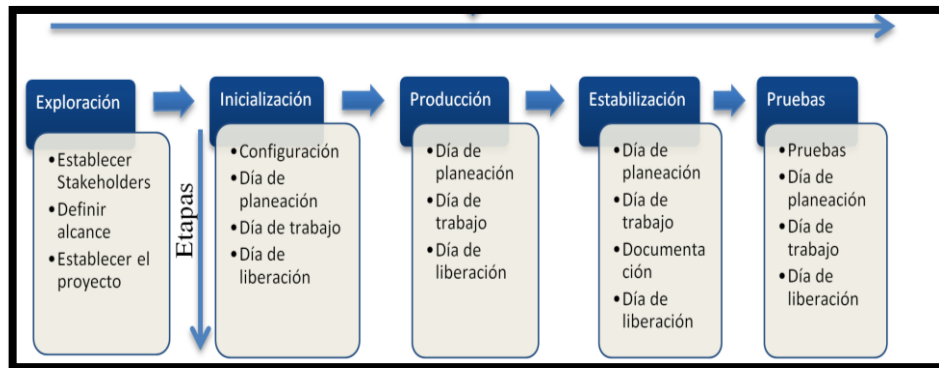 Exploración
•Establecer
Stakeholders
•Definir
alcance
•Establecer el
proyecto
Etapas
Inicialización
•Configuración
•Día de
planeación
•Día de trabajo
•Día de
liberación
Producción
•Día de
planeación
•Día de
trabajo
•Día de
liberación
Estabilización
•Día de
planeación
•Día de
trabajo
•Documenta
ción
•Día de
liberación
Pruebas
•Pruebas
•Día de
planeación
•Día de
trabajo
•Día de
liberación